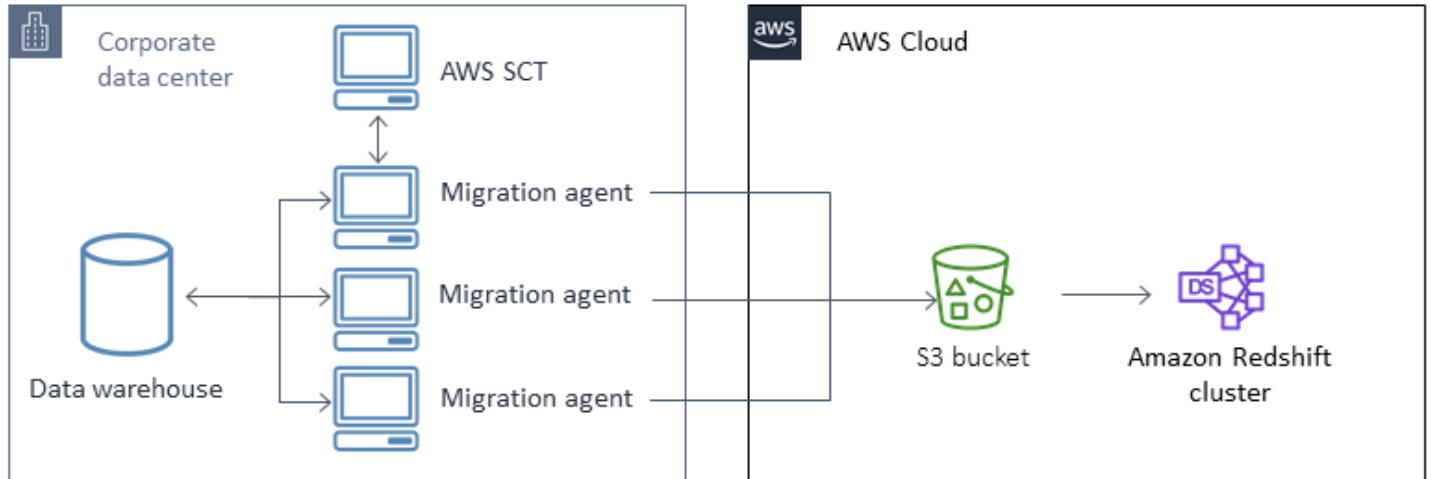 Corporate
data center
AWS SCT
aws
AWS Cloud
Migration agent
Migration agent
Migration agent
Data warehouse
DS
S3 bucket
Amazon Redshift
cluster